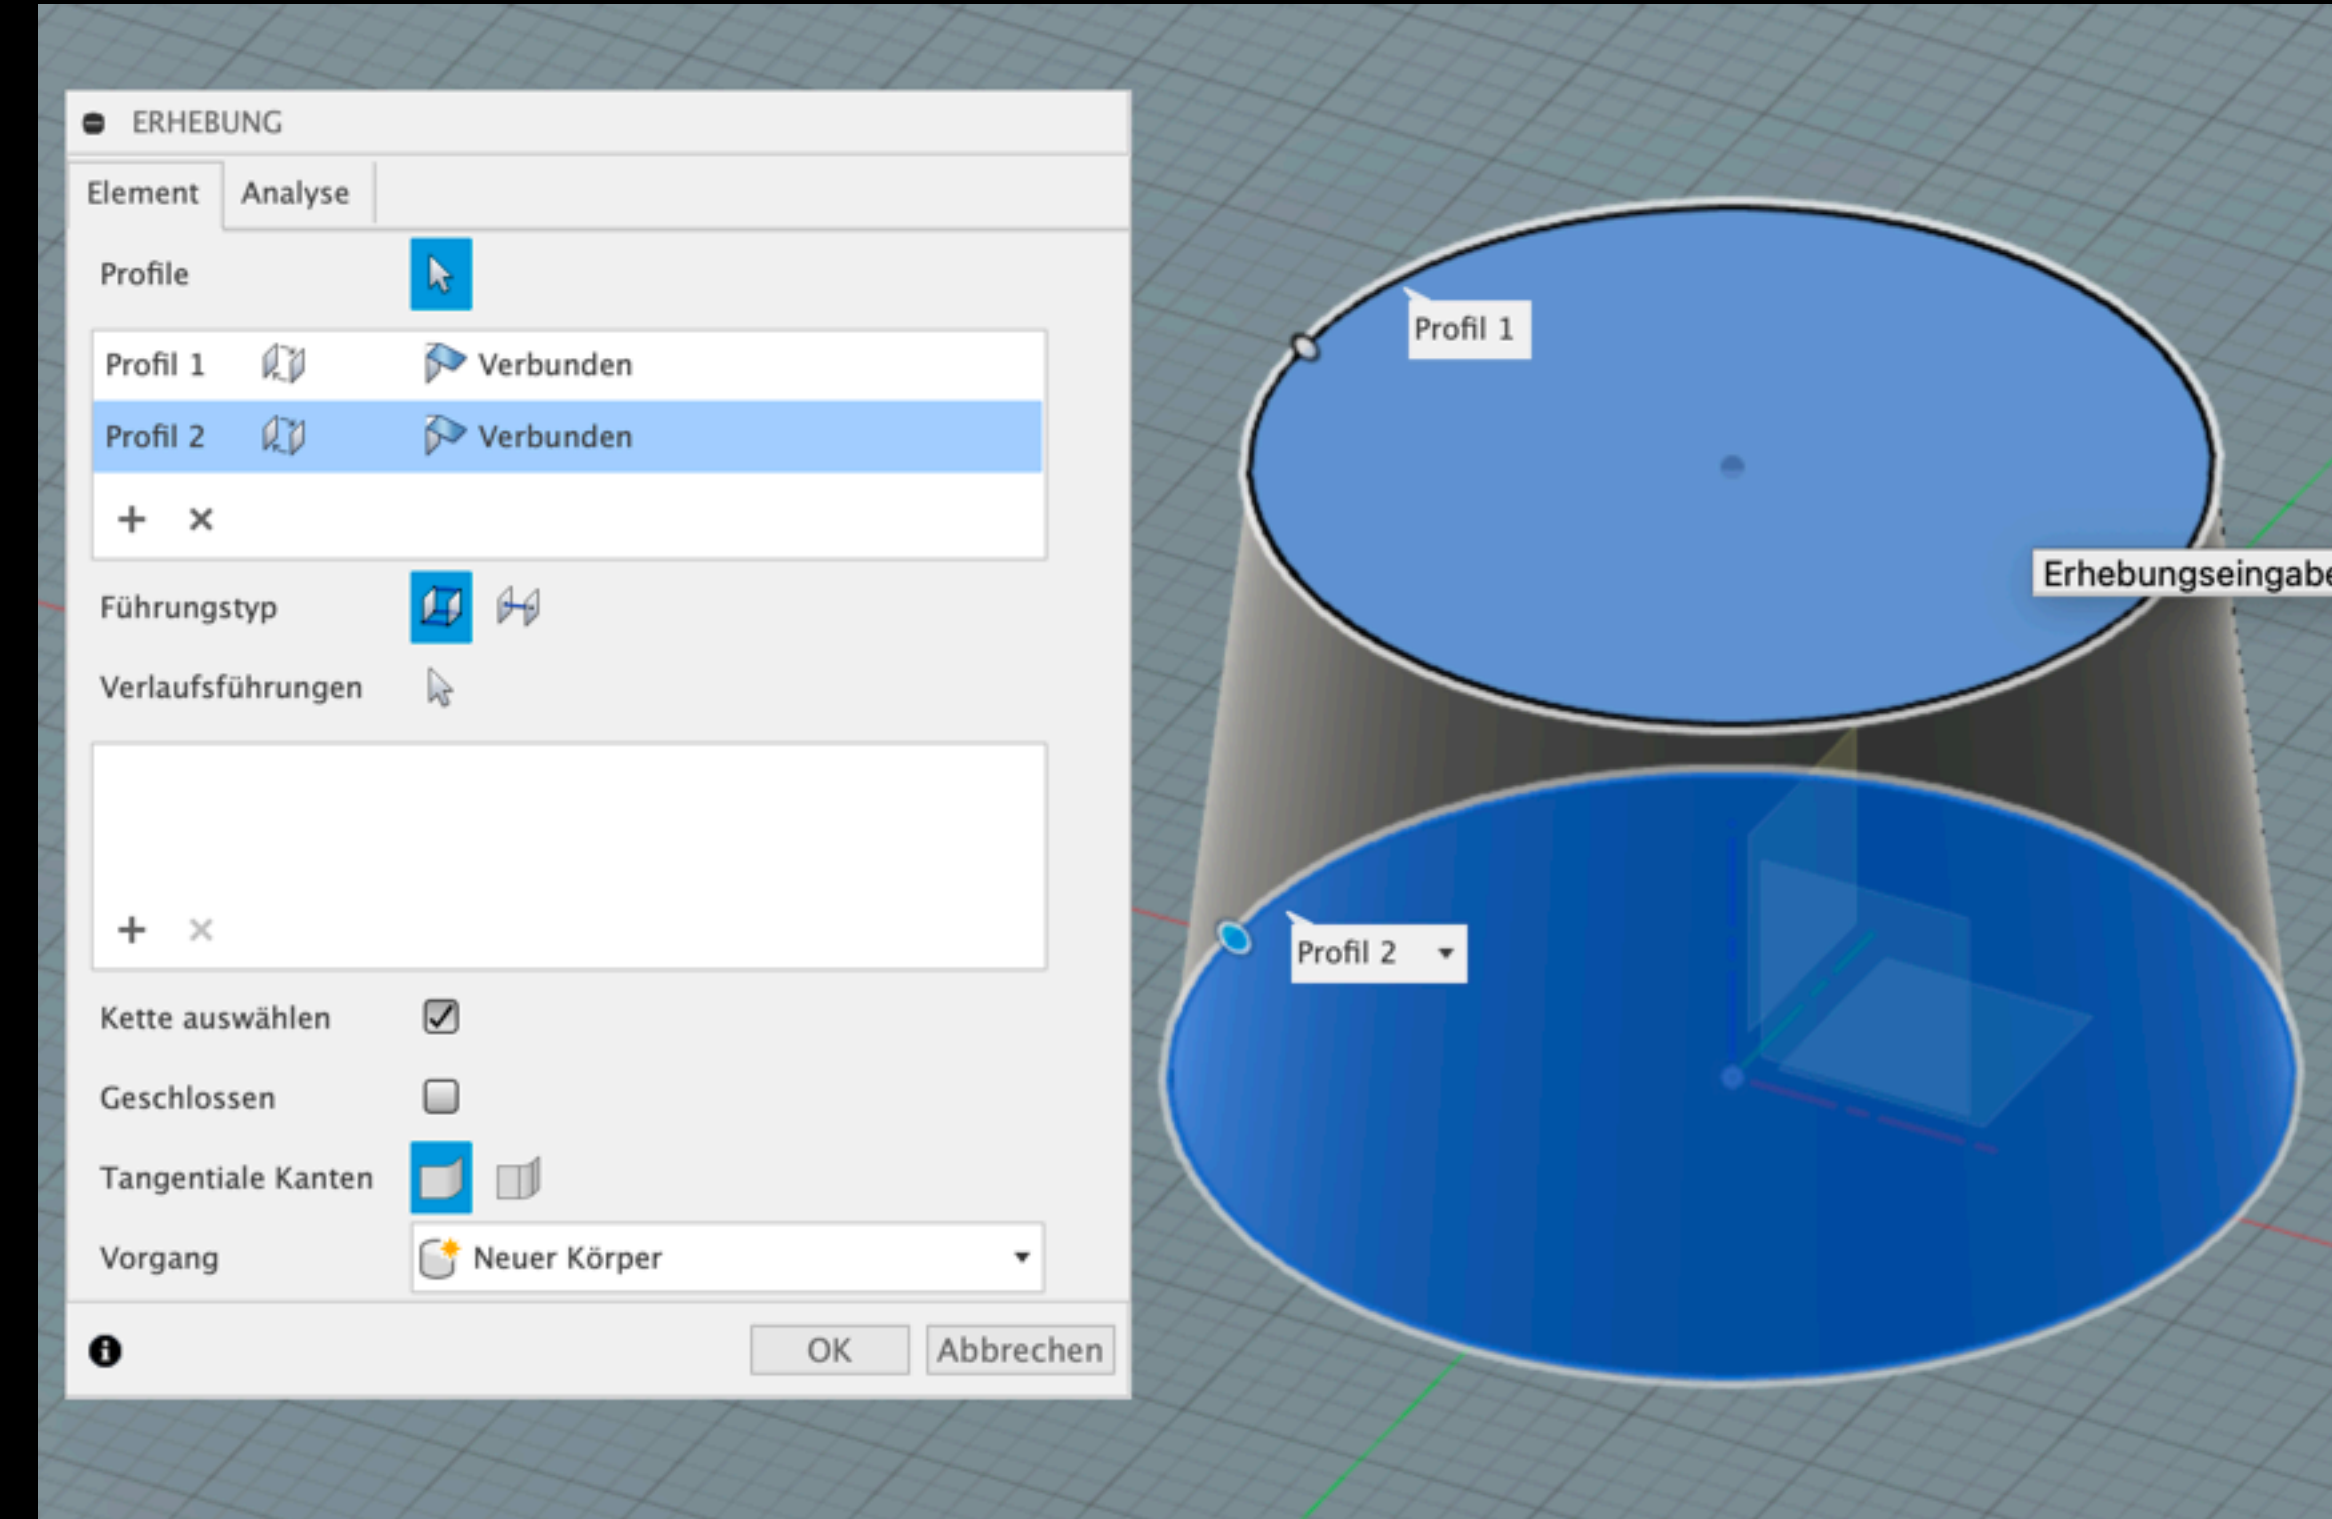 ERHEBUNG
Element Analyse
Profile
Profil 1 Verbunden
Profil 2 Verbunden
Führungstyp
Verlaufsführungen
Kette auswählen
Geschlossen
Tangentiale Kanten
Vorgang Neuer Körper
OK Abbrechen
Profil 1
Erhebungseingabe
Profil 2